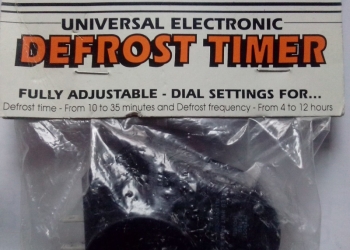 UNIVERSAL ELECTRONIC
DEFROST TIMER
FULLY ADJUSTABLE - DIAL SETTINGS FOR...
Defrost time - From 10 to 35 minutes and Defrost frequency - From 4 to 12 hours